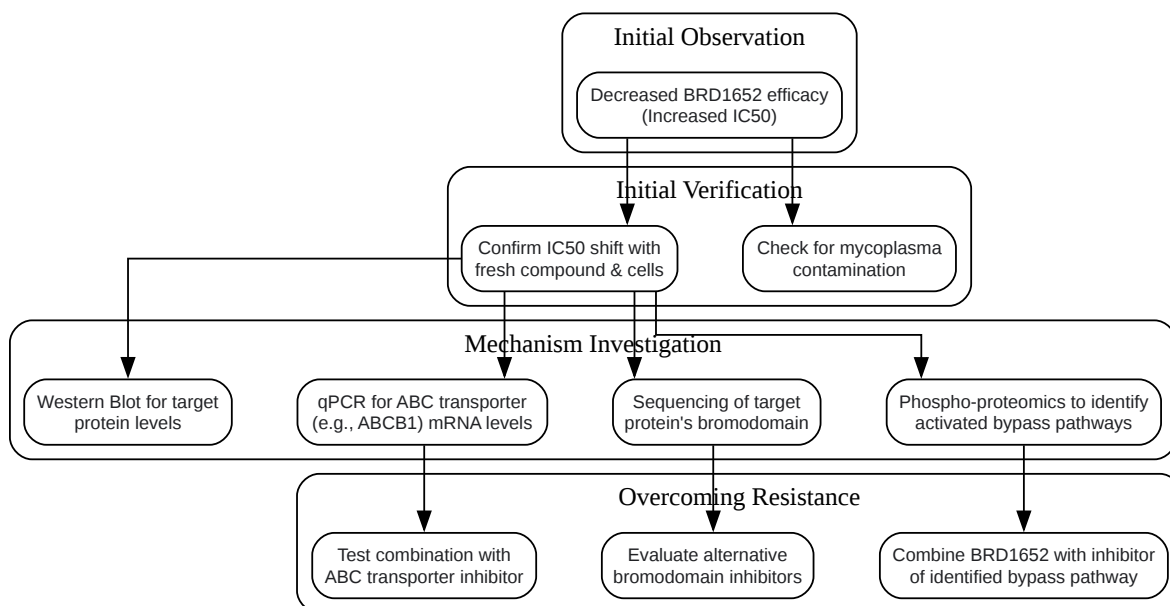 Initial Observation
Decreased BRD1652 efficacy
(Increased IC50)
Initial Verification
Confirm IC50 shift with
fresh compound & cells
Check for mycoplasma
contamination
Mechanism Investigation
Western Blot for target
protein levels
qPCR for ABC transporter
(e.g., ABCB1) mRNA levels
Sequencing of target
protein's bromodomain
Phospho-proteomics to identify
activated bypass pathways
Overcoming Resistance
Test combination with
ABC transporter inhibitor
Evaluate alternative
bromodomain inhibitors
Combine BRD1652 with inhibitor
of identified bypass pathway